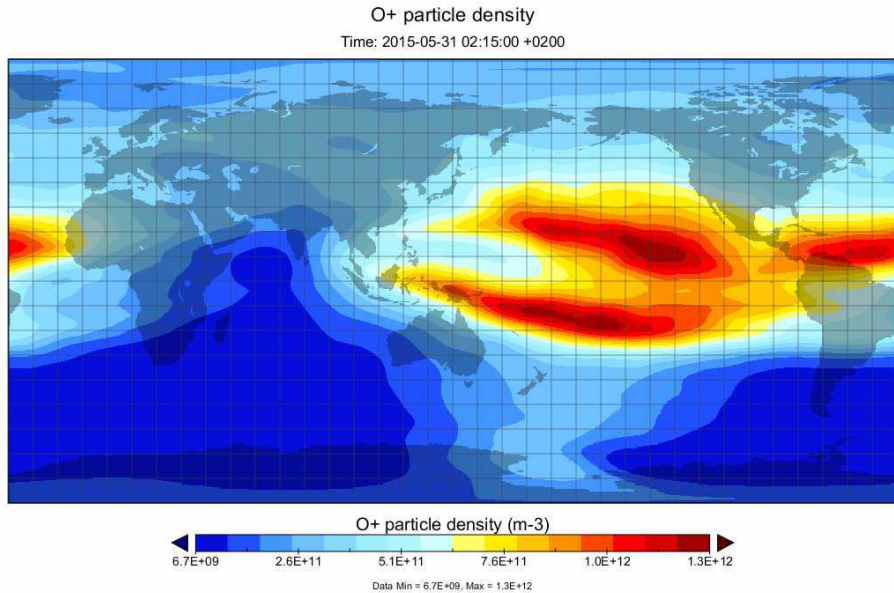 O+ particle density
Time: 2015-05-31 02:15:00 +0200
O+ particle density (m-3)
6.7E+09 2.6E+11 5.1E+11 7.6E+11 1.0E+12 1.3E+12
Data Min = 6.7E+09, Max = 1.3E+12